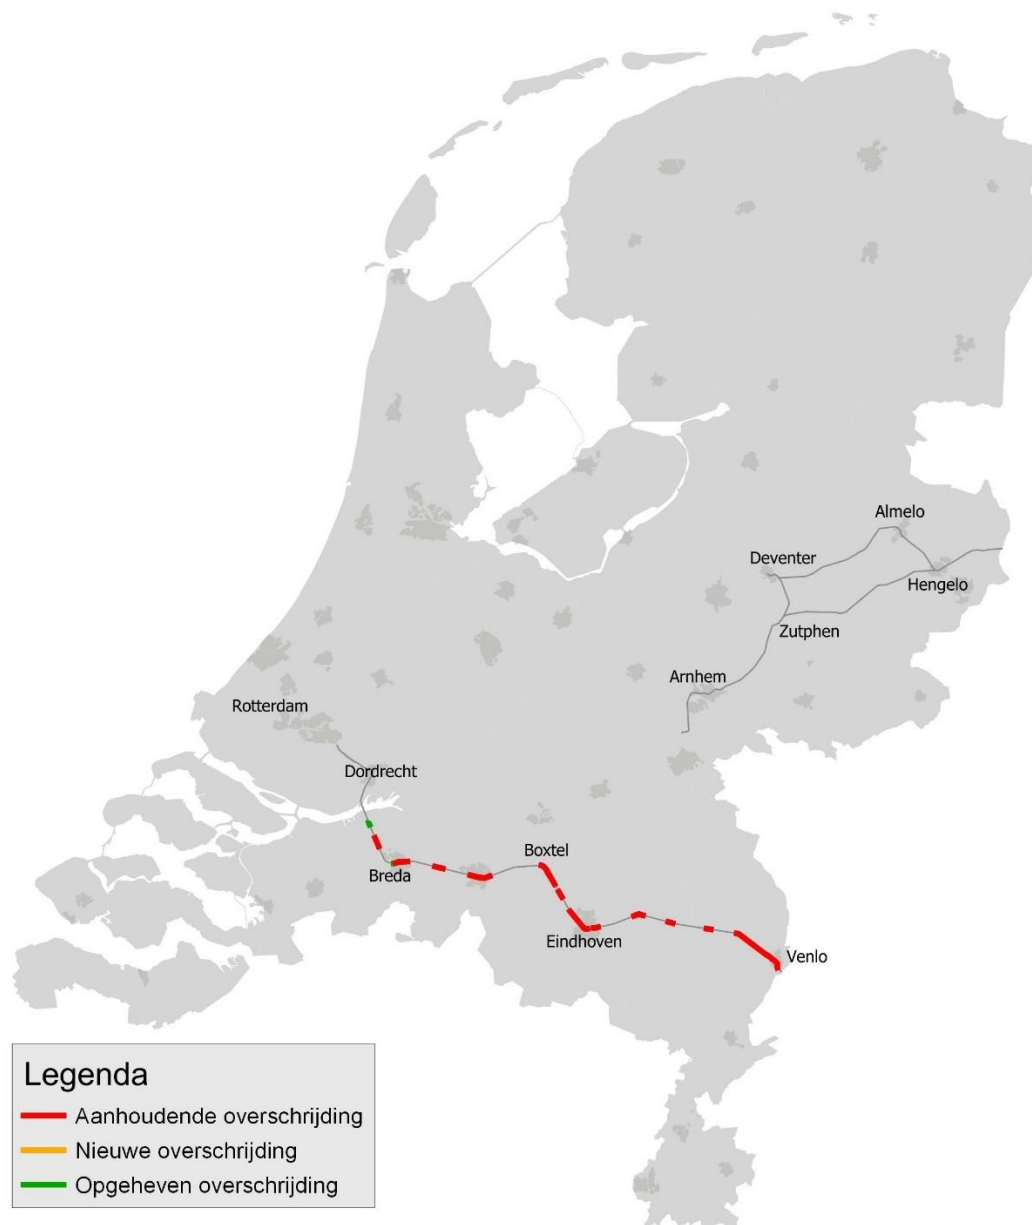 Almelo
Deventer
Hengelo
Zutphen
Arnhem
Rotterdam
Dordrecht
Boxtel
Breda
Eindhoven
Venlo
Legenda
Aanhoudende overschrijding
Nieuwe overschrijding
Opgeheven overschrijding